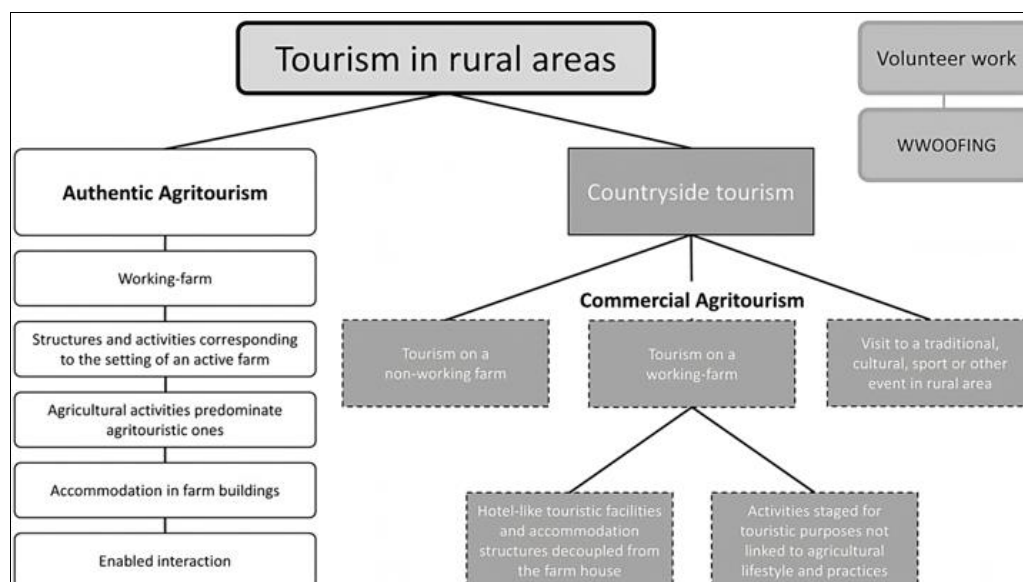 Tourism in rural areas
Volunteer work
WWOOFING
Authentic Agritourism
Working-farm
Structures and activities corresponding
to the setting of an active farm
Agricultural activities predominate
agritouristic ones
Accommodation in farm buildings
Enabled interaction
Countryside tourism
Commercial Agritourism
Tourism on a
non-working farm
Tourism on a
working-farm
Visit to a traditional,
cultural, sport or other
event in rural area
Hotel-like touristic facilities
and accommodation
structures decoupled from
the farm house
Activities staged for
touristic purposes not
linked to agricultural
lifestyle and practices